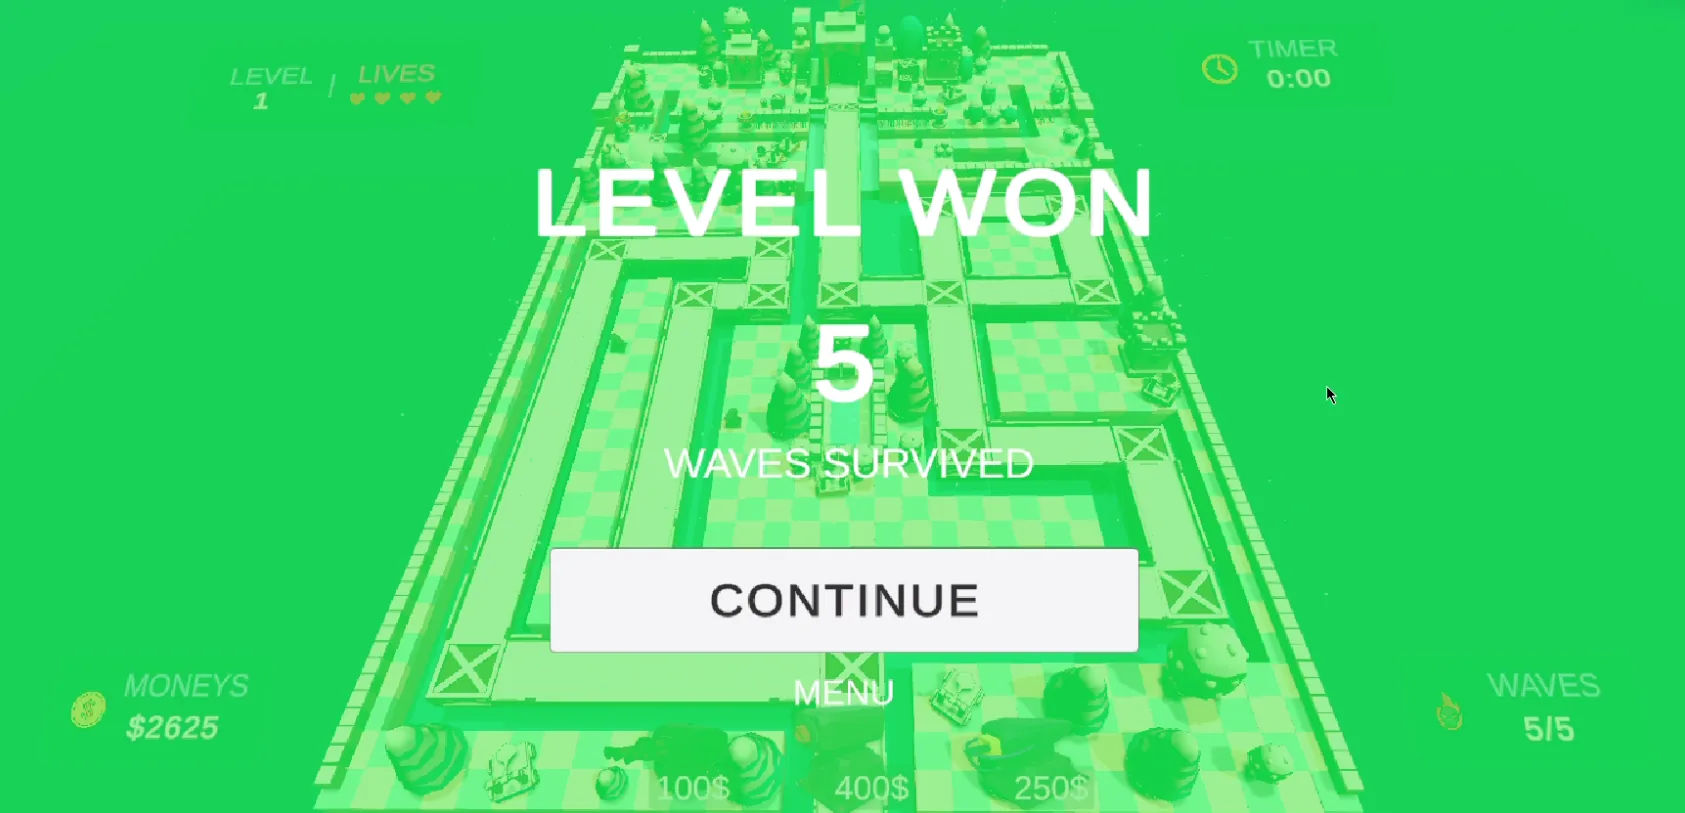 LEVEL | LIVES
1
TIMER
0:00
LEVEL WON
5
WAVES SURVIVED
CONTINUE
MENU
MONEYS
$2625
WAVES
5/5
100$ 400$ 250$